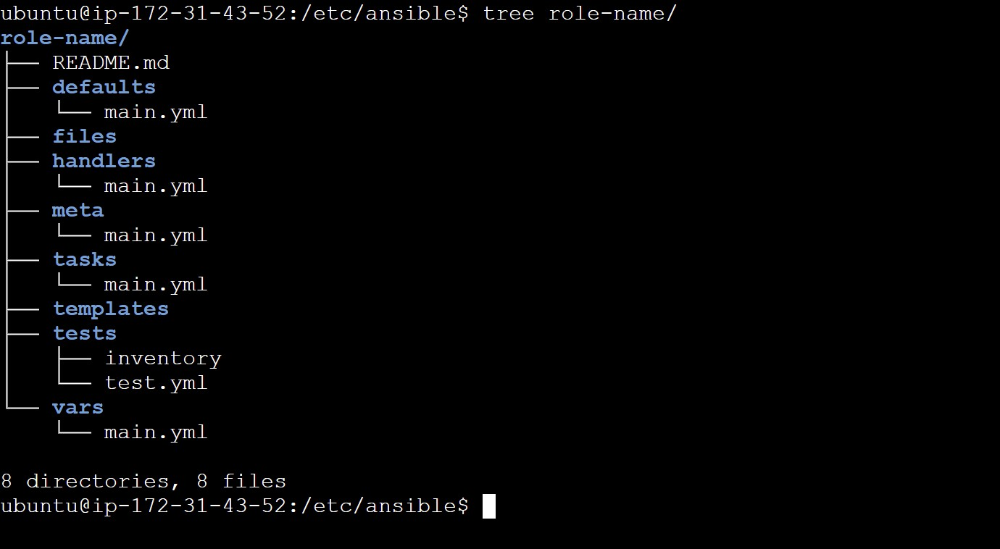 ubuntu@ip-172-31-43-52:/etc/ansible$ tree role-name/
role-name/
├── README.md
├── defaults
│   └── main.yml
├── files
├── handlers
│   └── main.yml
├── meta
│   └── main.yml
├── tasks
│   └── main.yml
├── templates
├── tests
│   ├── inventory
│   └── test.yml
└── vars
    └── main.yml

8 directories, 8 files
ubuntu@ip-172-31-43-52:/etc/ansible$